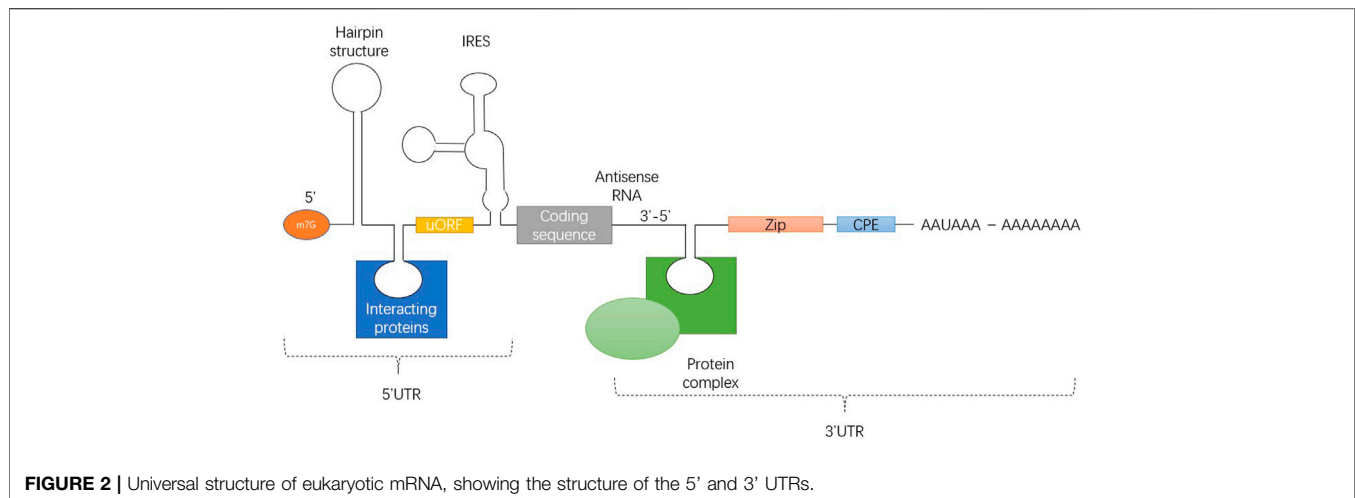 Hairpin
structure
IRES
5'
m7G
uORF
Coding
sequence
Antisense
RNA
3'-5'
Zip
CPE
AAUAAA – AAAAAAAA
Interacting
proteins
Protein
complex
5'UTR
3'UTR
FIGURE 2 | Universal structure of eukaryotic mRNA, showing the structure of the 5' and 3' UTRs.